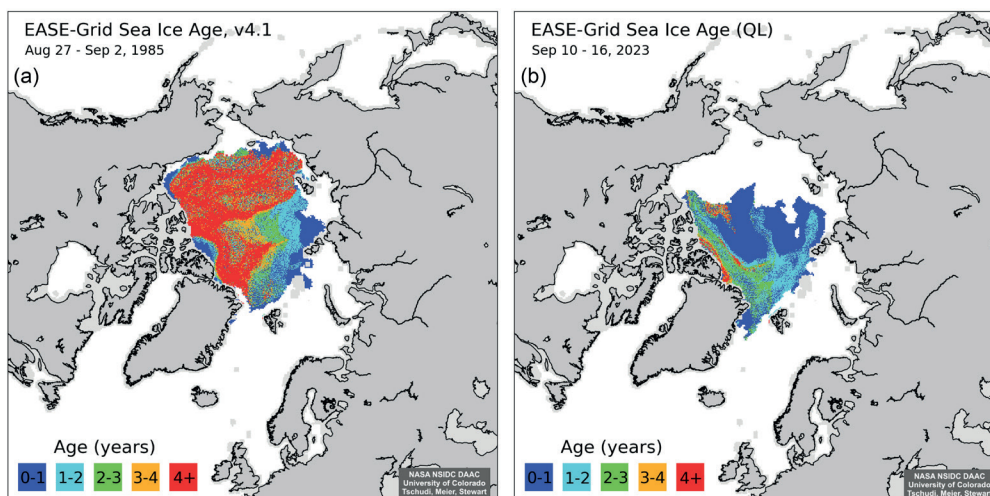 EASE-Grid Sea Ice Age, v4.1
Aug 27 - Sep 2, 1985
(a)
Age (years)
0-1 1-2 2-3 3-4 4+
NASA NSIDC DAAC
University of Colorado
Tschudi, Meier, Stewart
EASE-Grid Sea Ice Age (QL)
Sep 10 - 16, 2023
(b)
Age (years)
0-1 1-2 2-3 3-4 4+
NASA NSIDC DAAC
University of Colorado
Tschudi, Meier, Stewart